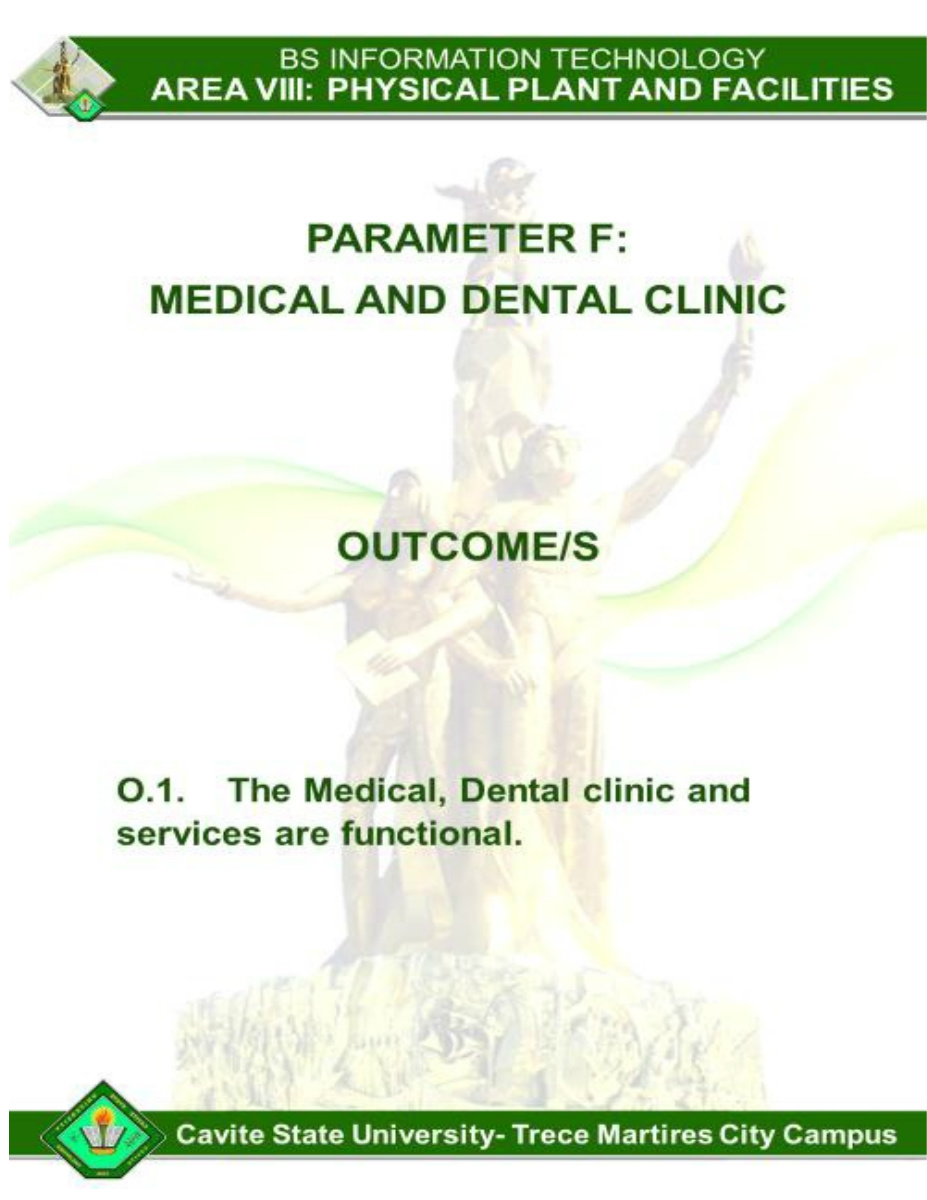 BS INFORMATION TECHNOLOGY
AREA VIII: PHYSICAL PLANT AND FACILITIES
PARAMETER F:
MEDICAL AND DENTAL CLINIC
OUTCOME/S
O.1. The Medical, Dental clinic and
services are functional.
Cavite State University- Trece Martires City Campus